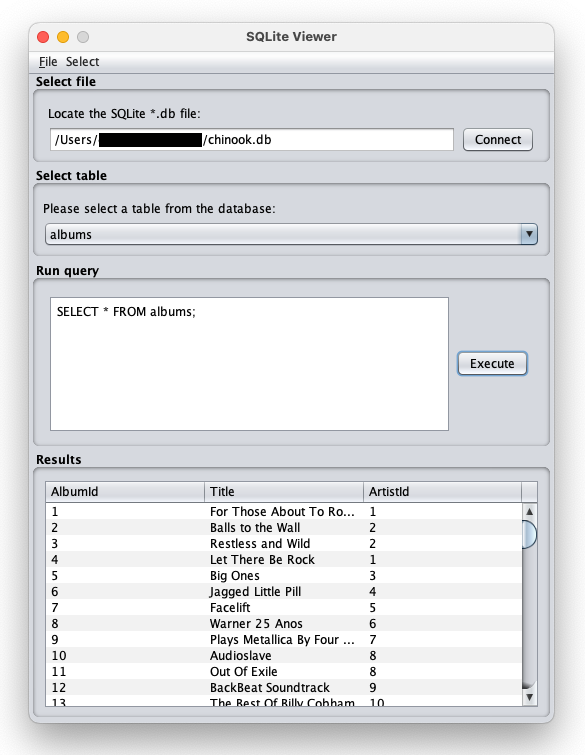 SQLite Viewer
File Select
Select file
Locate the SQLite *.db file:
/Users/ /chinook.db Connect
Select table
Please select a table from the database:
albums
Run query
SELECT * FROM albums;
Execute
Results
AlbumId Title ArtistId
1 For Those About To Ro... 1
2 Balls to the Wall 2
3 Restless and Wild 2
4 Let There Be Rock 1
5 Big Ones 3
6 Jagged Little Pill 4
7 Facelift 5
8 Warner 25 Anos 6
9 Plays Metallica By Four ... 7
10 Audioslave 8
11 Out Of Exile 8
12 BackBeat Soundtrack 9
13 The Best Of Billy Cobham 10